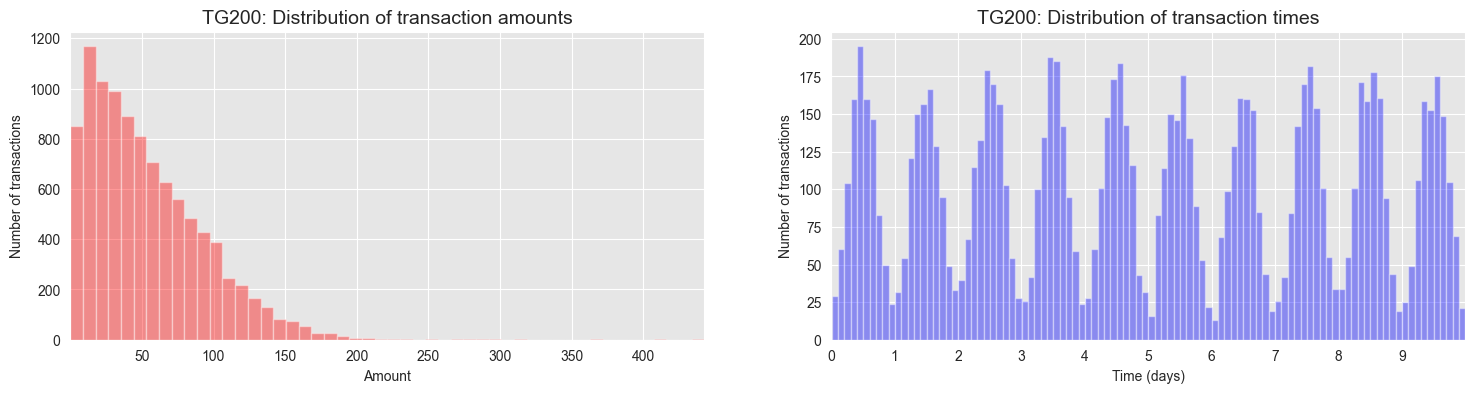 TG200: Distribution of transaction amounts
Number of transactions
1200
1000
800
600
400
200
0
50 100 150 200 250 300 350 400
Amount
TG200: Distribution of transaction times
Number of transactions
200
175
150
125
100
75
50
25
0
0 1 2 3 4 5 6 7 8 9
Time (days)